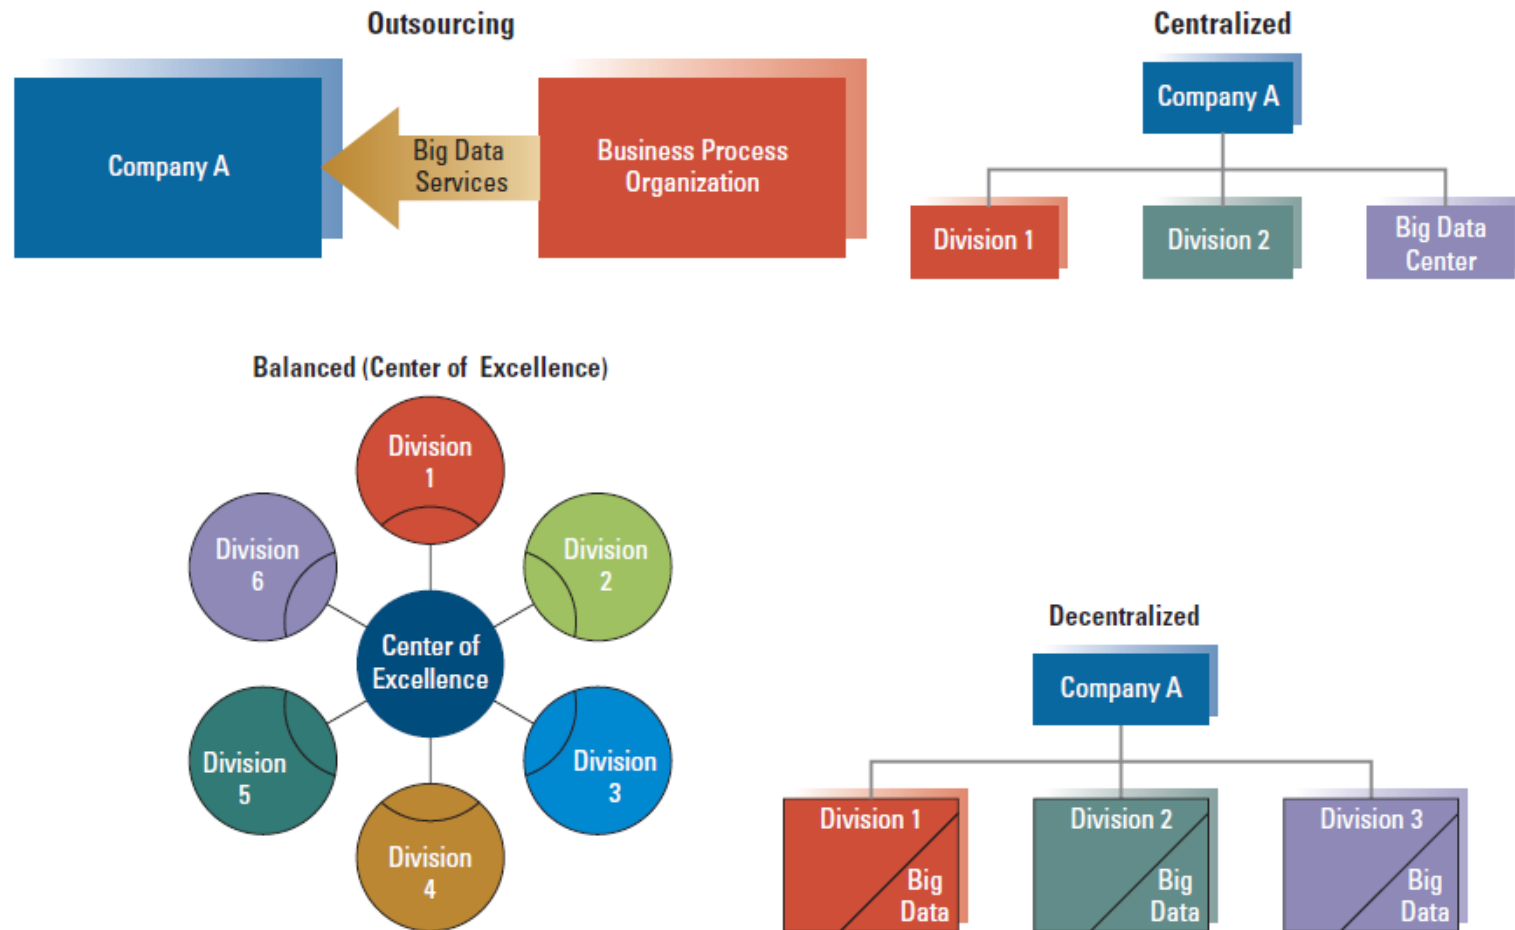 Outsourcing
Company A
Big Data
Services
Business Process
Organization
Centralized
Company A
Division 1
Division 2
Big Data
Center
Balanced (Center of Excellence)
Division
1
Division
2
Division
3
Division
4
Division
5
Division
6
Center of
Excellence
Decentralized
Company A
Division 1
Big
Data
Division 2
Big
Data
Division 3
Big
Data